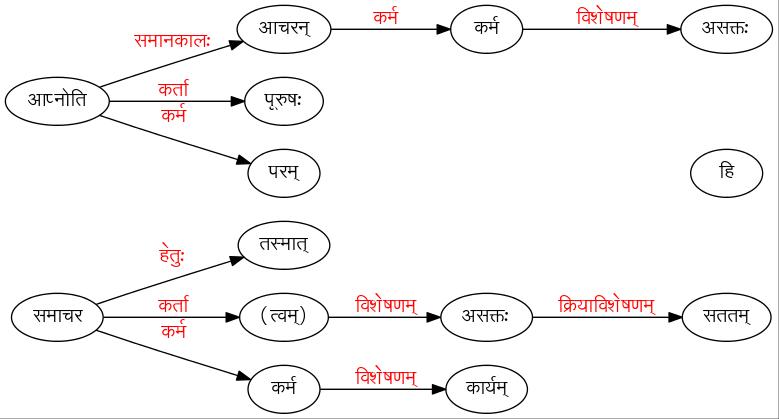 आचरन् कर्म कर्म विशेषणम् असक्तः
समानकालः
आप्नोति कर्ता पृरुषः
कर्म
परम् हि
तस्मात्
हेतुः
समाचर कर्ता (त्वम्) विशेषणम् असक्तः क्रियाविशेषणम् सततम्
कर्म
कर्म विशेषणम् कार्यम्